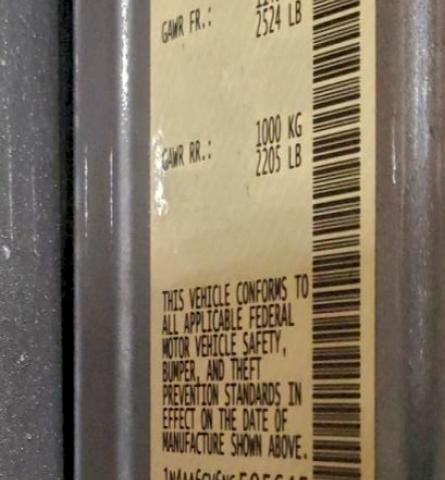 GAWR FR.: 2524 LB
1000 KG
GAWR RR.: 2205 LB
THIS VEHICLE CONFORMS TO
ALL APPLICABLE FEDERAL
MOTOR VEHICLE SAFETY,
BUMPER, AND THEFT
PREVENTION STANDARDS IN
EFFECT ON THE DATE OF
MANUFACTURE SHOWN ABOVE.